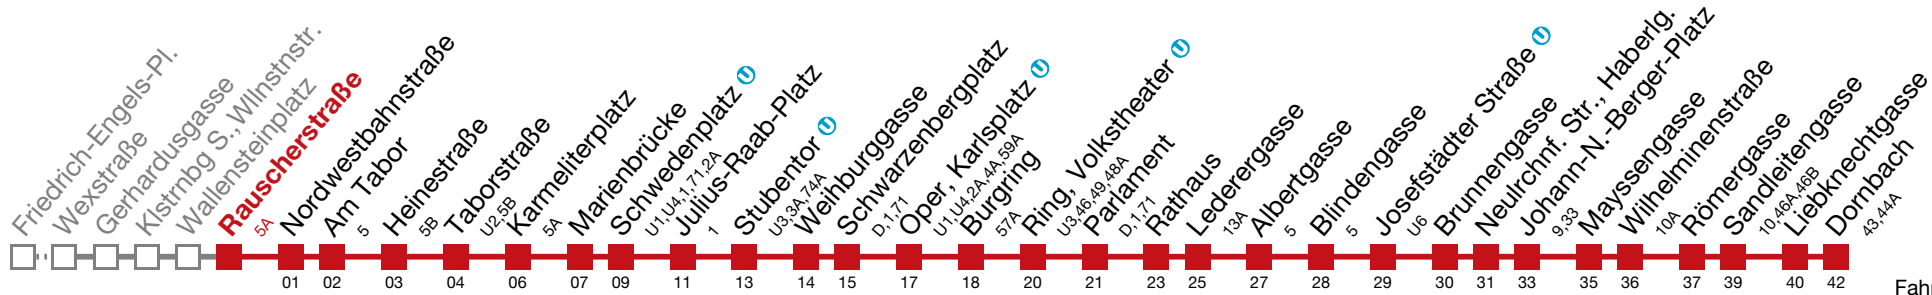 Friedrich-Engels-Pl.
Wexstraße
Gerhardusgasse
Klstrnbg S., Wllnstnstr.
Wallensteinplatz
Rauscherstraße
5A
Nordwestbahnstraße
01
Am Tabor
5
02
Heinestraße
5B
03
Taborstraße
U2,5B
04
Karmeliterplatz
5A
06
Marienbrücke
07
Schwedenplatz U
U1,U4,1,71,2A
09
Julius-Raab-Platz
1
11
Stubentor U
U3,3A,74A
13
Weihburggasse
14
Schwarzenbergplatz
D,1,71
15
Oper, Karlsplatz U
U1,U4,2A,4A,59A
17
Burgring
57A
18
Ring, Volkstheater U
U3,46,49,48A
20
Parlament
D,1,71
21
Rathaus
23
Lederergasse
13A
25
Albertgasse
5
27
Blindengasse
5
28
Josefstädter Straße U
U6
29
Brunnengasse
30
Neulrchnf. Str., Haberlg.
31
Johann-N.-Berger-Platz
9,33
33
Mayssengasse
35
Wilhelminenstraße
10A
36
Römergasse
37
Sandleitengasse
10,46A,46B
39
Liebknechtgasse
40
Dornbach
43,44A
42
Fah